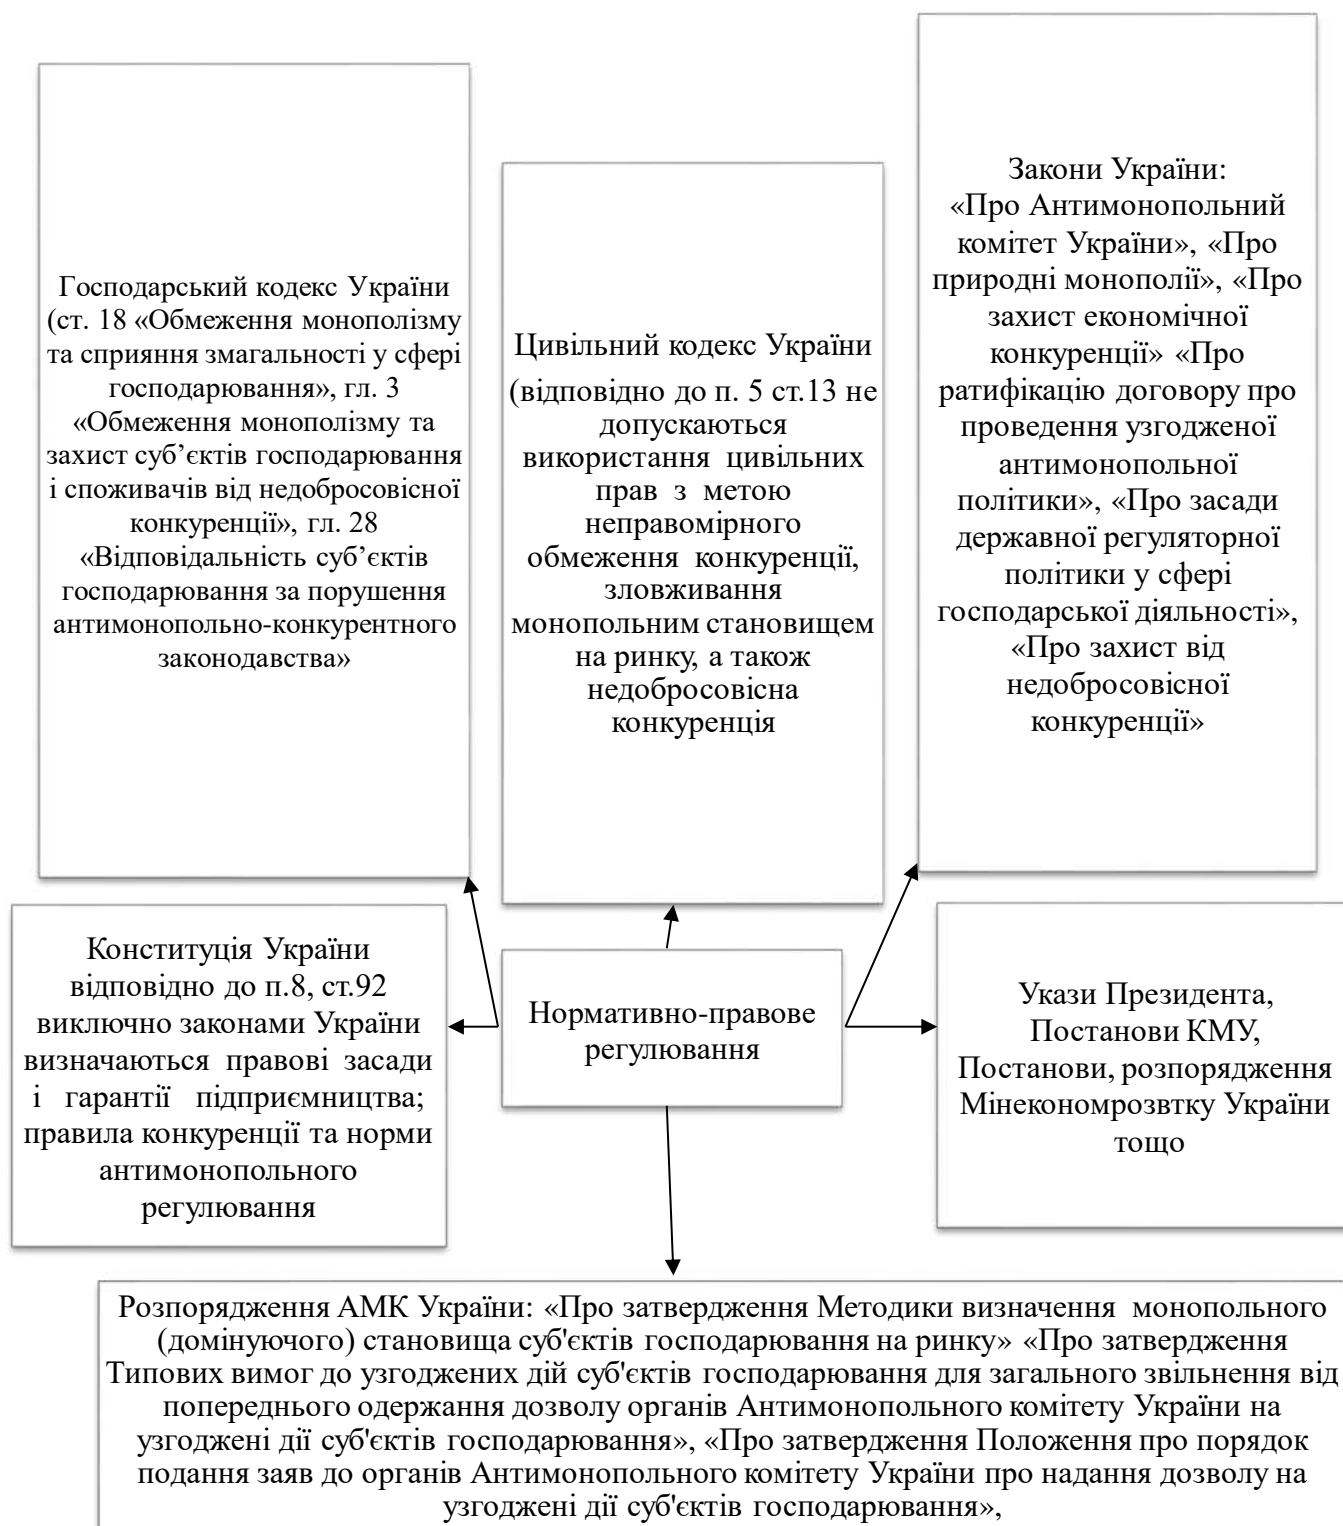 Господарський кодекс України
(ст. 18 «Обмеження монополізму
та сприяння змагальності у сфері
господарювання», гл. 3
«Обмеження монополізму та
захист суб’єктів господарювання
і споживачів від недобросовісної
конкуренції», гл. 28
«Відповідальність суб’єктів
господарювання за порушення
антимонопольно-конкурентного
законодавства»
Цивільний кодекс України
(відповідно до п. 5 ст.13 не
допускаються
використання цивільних
прав з метою
неправомірного
обмеження конкуренції,
зловживання
монопольним становищем
на ринку, а також
недобросовісна
конкуренція
Закони України:
«Про Антимонопольний
комітет України», «Про
природні монополії», «Про
захист економічної
конкуренції» «Про
ратифікацію договору про
проведення узгодженої
антимонопольної
політики», «Про засади
державної регуляторної
політики у сфері
господарської діяльності»,
«Про захист від
недобросовісної
конкуренції»
Конституція України
відповідно до п.8, ст.92
виключно законами України
визначаються правові засади
і гарантії підприємництва;
правила конкуренції та норми
антимонопольного
регулювання
Нормативно-правове
регулювання
Укази Президента,
Постанови КМУ,
Постанови, розпорядження
Мінекономрозвтку України
тощо
Розпорядження АМК України: «Про затвердження Методики визначення монопольного
(домінуючого) становища суб'єктів господарювання на ринку» «Про затвердження
Типових вимог до узгоджених дій суб'єктів господарювання для загального звільнення від
попереднього одержання дозволу органів Антимонопольного комітету України на
узгоджені дії суб'єктів господарювання», «Про затвердження Положення про порядок
подання заяв до органів Антимонопольного комітету України про надання дозволу на
узгоджені дії суб'єктів господарювання»,